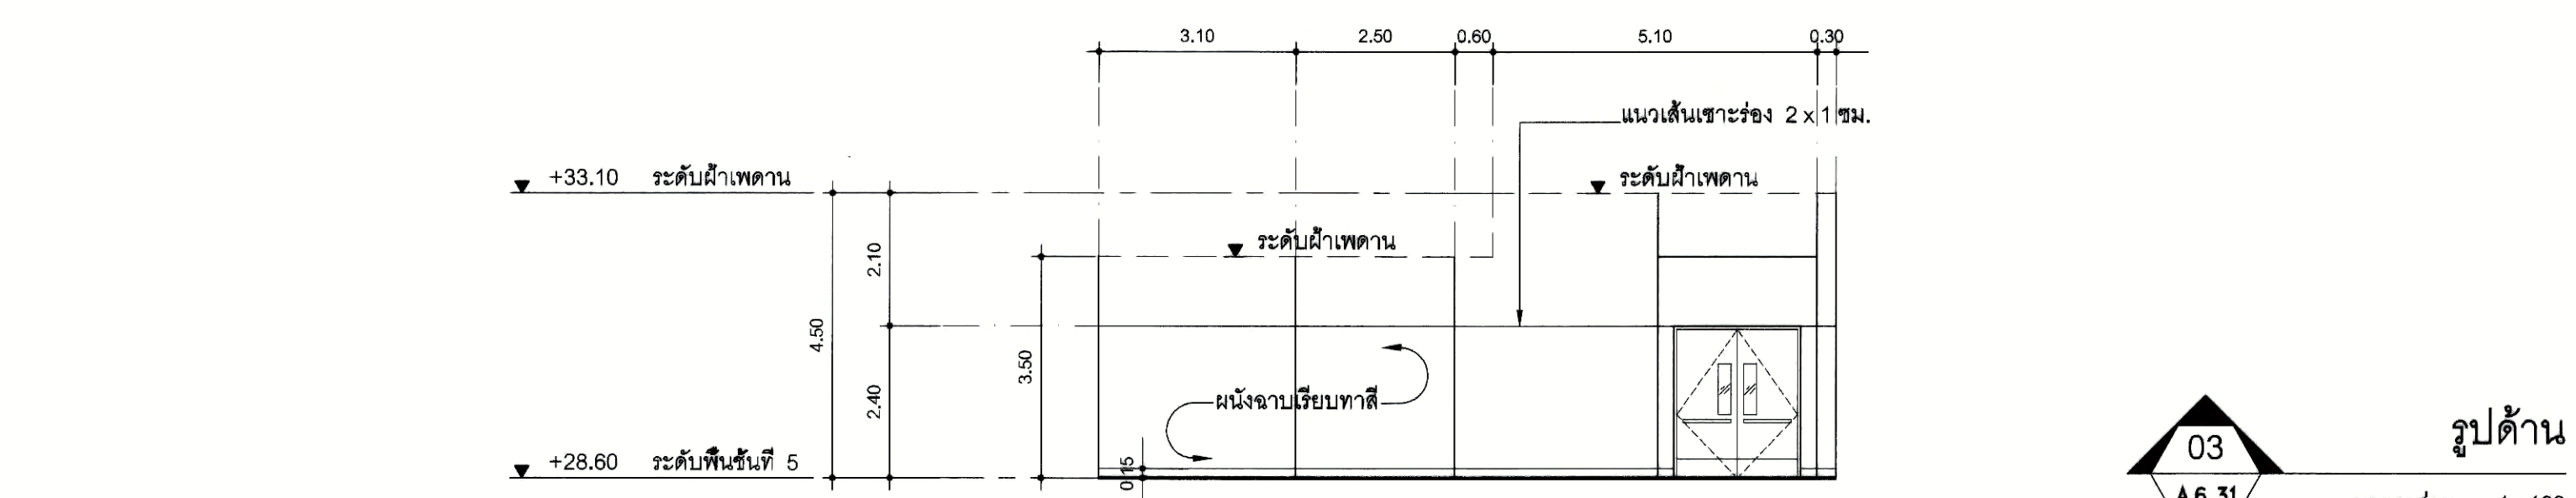 3.10 2.50 0.60 5.10 0.30
แนวเส้นเซาะร่อง 2 x 1 ซม.
+33.10 ระดับฝ้าเพดาน
ระดับฝ้าเพดาน
ระดับฝ้าเพดาน
2.10
4.50
3.50
2.40
ผนังฉาบเรียบทาสี
+28.60 ระดับพื้นชั้นที่ 5
0.15
03
รูปด้าน
A6.31